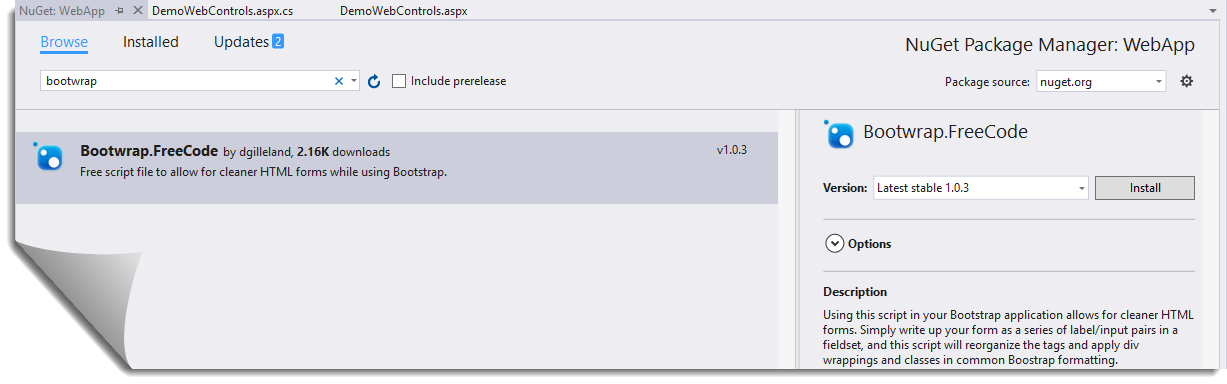 NuGet: WebApp DemoWebControls.aspx.cs DemoWebControls.aspx
Browse Installed Updates 2
NuGet Package Manager: WebApp
bootwrap Include prerelease
Package source: nuget.org
Bootwrap.FreeCode by dgilleland, 2.16K downloads v1.0.3
Free script file to allow for cleaner HTML forms while using Bootstrap.
Bootwrap.FreeCode
Version: Latest stable 1.0.3 Install
Options
Description
Using this script in your Bootstrap application allows for cleaner HTML
forms. Simply write up your form as a series of label/input pairs in a
fieldset, and this script will reorganize the tags and apply div
wrappings and classes in common Boostrap formatting.